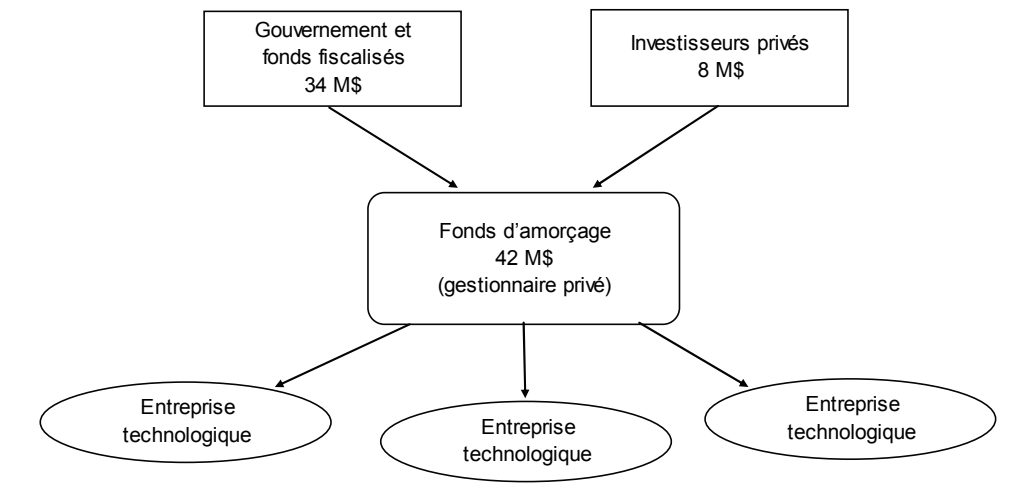 Gouvernement et
fonds fiscalisés
34 M$
Investisseurs privés
8 M$
Fonds d'amorçage
42 M$
(gestionnaire privé)
Entreprise
technologique
Entreprise
technologique
Entreprise
technologique